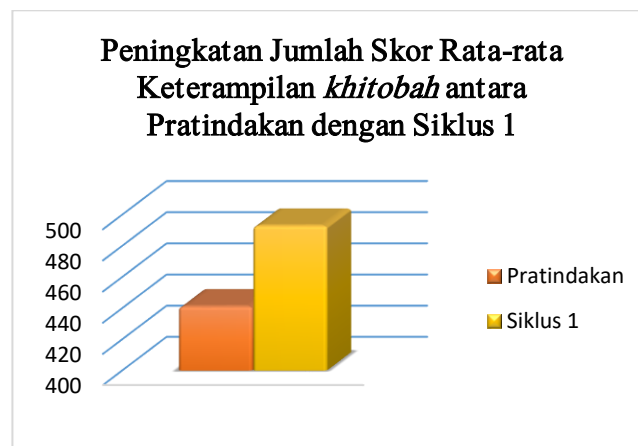 Peningkatan Jumlah Skor Rata-rata
Keterampilan khitobah antara
Pratindakan dengan Siklus 1
500
480
460
440
420
400
Pratindakan
Siklus 1